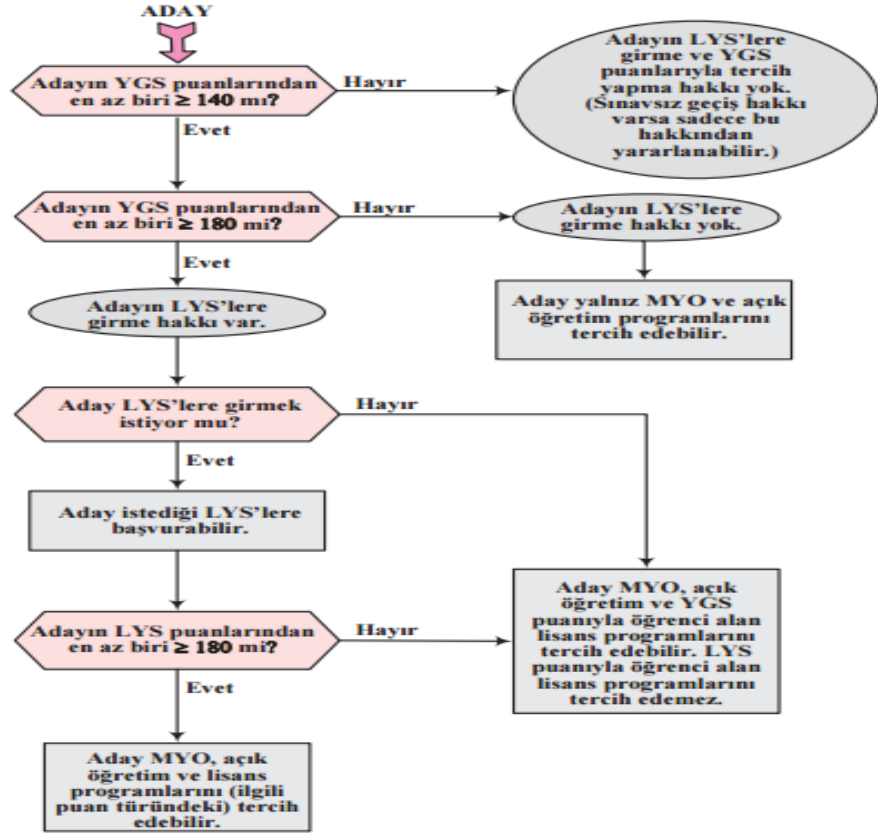 ADAY
Adayın YGS puanlarından
en az biri ≥ 140 mı?
Hayır
Adayın LYS'lere
girme ve YGS
puanlarıyla tercih
yapma hakkı yok.
(Sınavsız geçiş hakkı
varsa sadece bu
hakkından
yararlanabilir.)
Evet
Adayın YGS puanlarından
en az biri ≥ 180 mi?
Hayır
Adayın LYS'lere
girme hakkı yok.
Evet
Aday yalnız MYO ve açık
öğretim programlarını
tercih edebilir.
Adayın LYS'lere
girme hakkı var.
Aday LYS'lere girmek
istiyor mu?
Hayır
Evet
Aday istediği LYS'lere
başvurabilir.
Adayın LYS puanlarından
en az biri ≥ 180 mi?
Hayır
Aday MYO, açık
öğretim ve YGS
puanıyla öğrenci alan
lisans programlarını
tercih edebilir. LYS
puanıyla öğrenci alan
lisans programlarını
tercih edemez.
Evet
Aday MYO, açık
öğretim ve lisans
programlarını (ilgili
puan türündeki) tercih
edebilir.